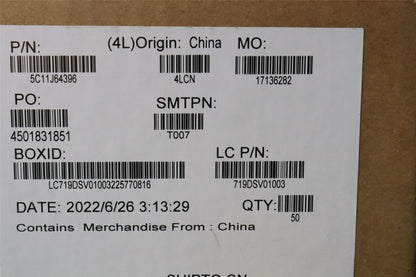 P/N: (4L)Origin: China MO:
5C11J64396 4LCN 17136282
PO: SMTPN:
4501831851 T007
BOXID: LC P/N:
LC719DSV01003225770816 719DSV01003
DATE: 2022/6/26 3:13:29 QTY:
50
Contains Merchandise From : China